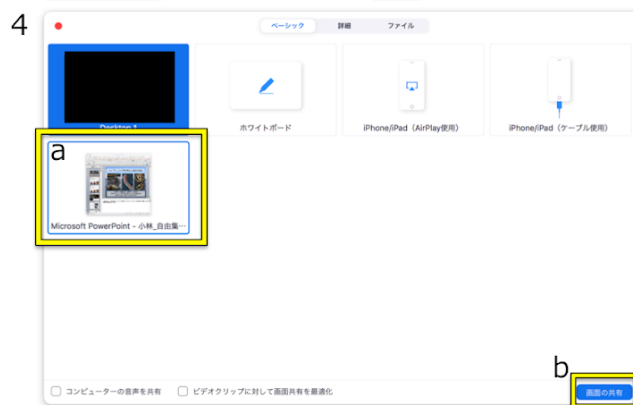 4
ベーシック 詳細 ファイル
Desktop 1
ホワイトボード
iPhone/iPad（AirPlay使用）
iPhone/iPad（ケーブル使用）
a
Microsoft PowerPoint - 小林_自由集…
b
コンピューターの音声を共有
ビデオクリップに対して画面共有を最適化
画面の共有